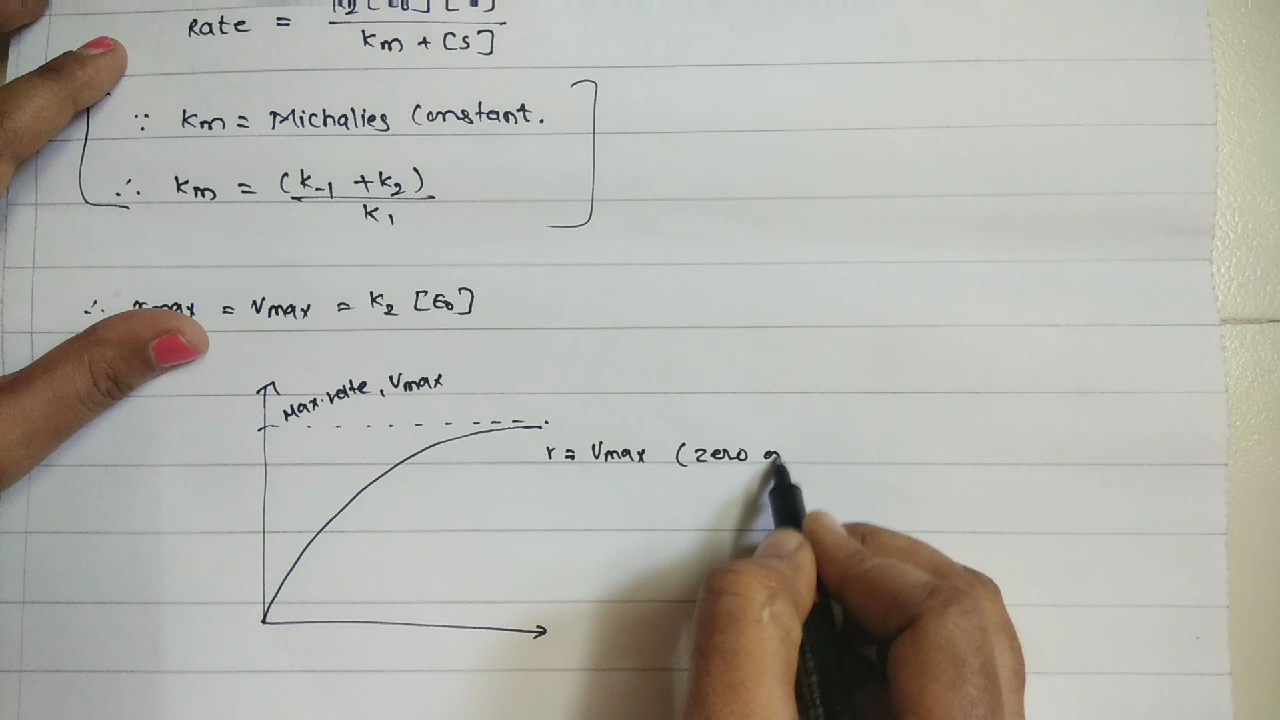 Rate =
km + [s]
∵ km = Michalies Constant.
∴ km = (k-1 + k2)
k1
∴ = Vmax = k2 [E0]
Max. rate, Vmax
r = Vmax (zero